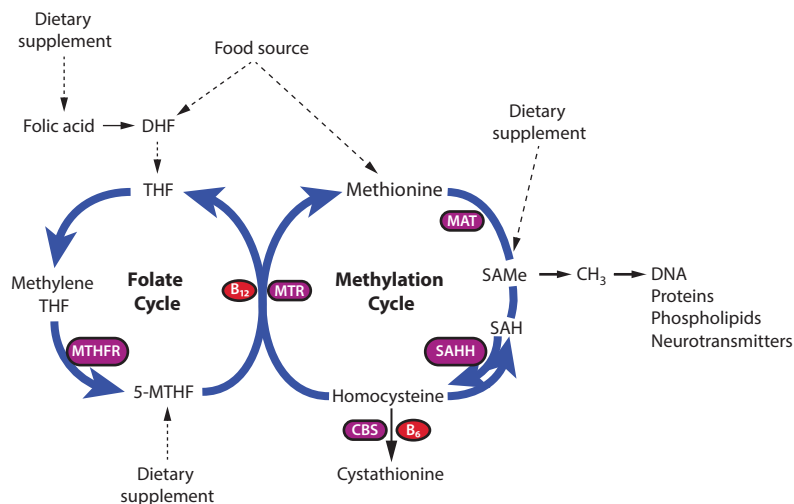 Dietary
supplement
Food source
Dietary
supplement
Folic acid
DHF
THF
Methionine
MAT
Methylene
THF
Folate
Cycle
B₁₂
MTR
Methylation
Cycle
SAMe
CH₃
DNA
Proteins
Phospholipids
Neurotransmitters
SAH
MTHFR
SAHH
5-MTHF
Homocysteine
CBS
B₆
Dietary
supplement
Cystathionine